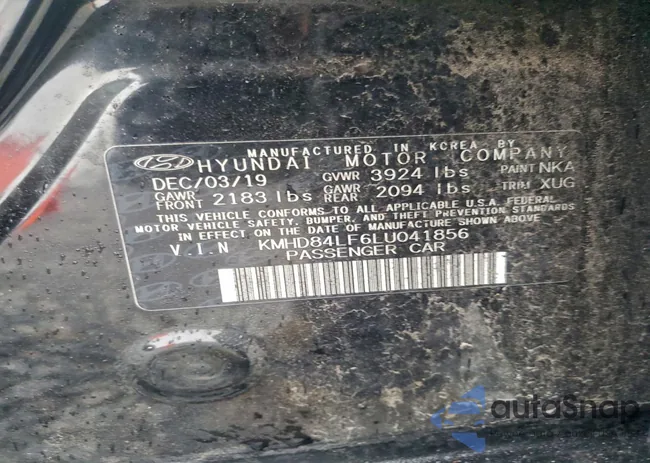 MANUFACTURED IN KOREA BY
HYUNDAI MOTOR COMPANY
DEC/03/19 GVWR 3924 lbs PAINT NKA
GAWR FRONT 2183 lbs GAWR REAR 2094 lbs TRIM XUG
THIS VEHICLE CONFORMS TO ALL APPLICABLE U.S.A. FEDERAL
MOTOR VEHICLE SAFETY, BUMPER, AND THEFT PREVENTION STANDARDS
IN EFFECT ON THE DATE OF MANUFACTURE SHOWN ABOVE
V.I.N KMHD84LF6LU041856
PASSENGER CAR
autoSnap